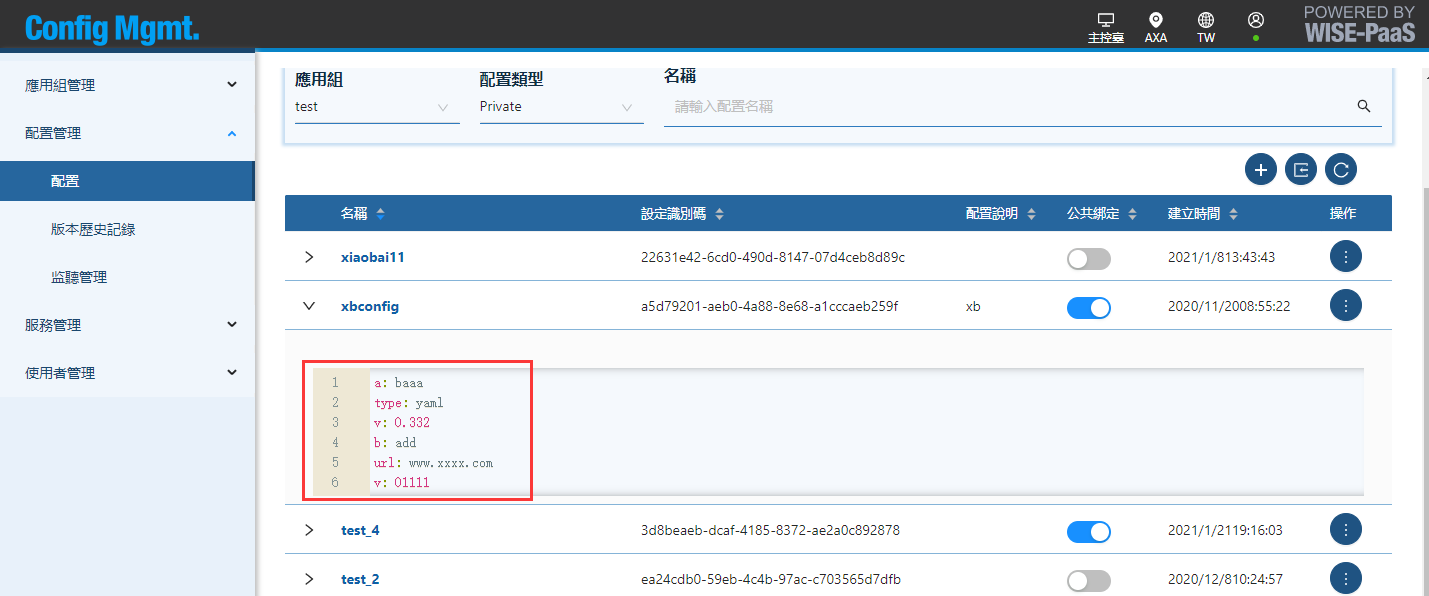 Config Mgmt.
主控室
AXA
TW
POWERED BY
WISE-PaaS
應用組管理
配置管理
配置
版本歷史記錄
监聽管理
服務管理
使用者管理
應用組
配置類型
名稱
test
Private
請輸入配置名稱
名稱
設定識別碼
配置說明
公共綁定
建立時間
操作
xiaobai11
22631e42-6cd0-490d-8147-07d4ceb8d89c
2021/1/813:43:43
xbconfig
a5d79201-aeb0-4a88-8e68-a1cccaeb259f
xb
2020/11/2008:55:22
1 a: baaa
2 type: yaml
3 v: 0.332
4 b: add
5 url: www.xxxx.com
6 v: 01111
test_4
3d8beaeb-dcaf-4185-8372-ae2a0c892878
2021/1/2119:16:03
test_2
ea24cdb0-59eb-4c4b-97ac-c703565d7dfb
2020/12/810:24:57